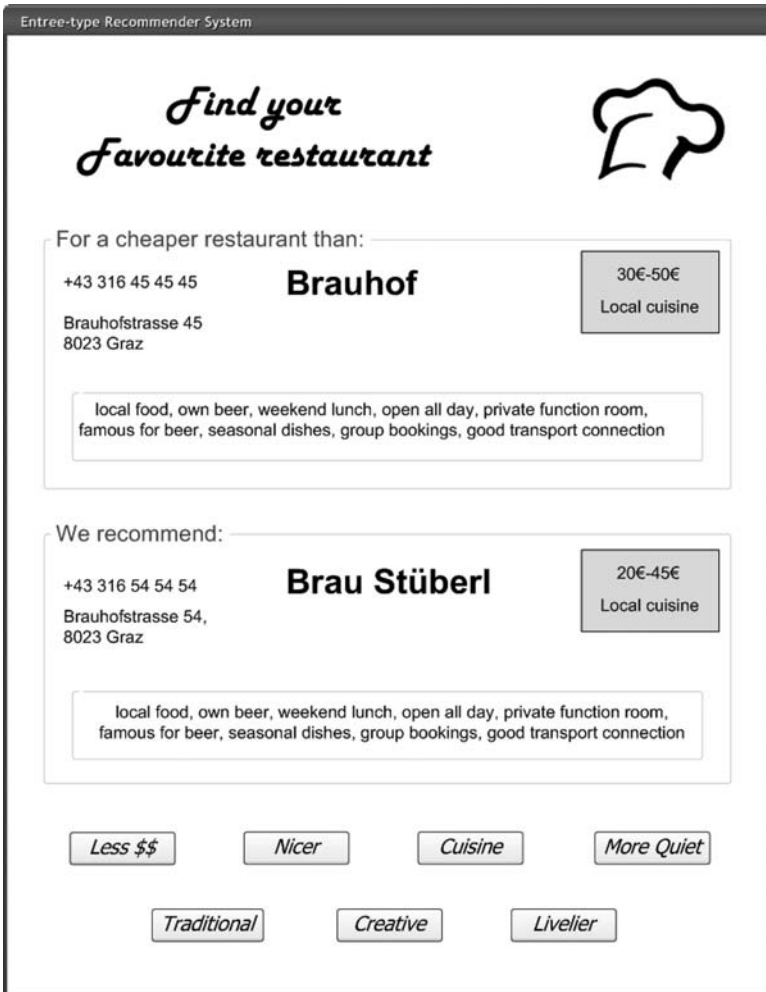 Entree-type Recommender System
Find your
Favourite restaurant
For a cheaper restaurant than:
+43 316 45 45 45
Brauhof
30€-50€
Local cuisine
Brauhofstrasse 45
8023 Graz
local food, own beer, weekend lunch, open all day, private function room,
famous for beer, seasonal dishes, group bookings, good transport connection
We recommend:
+43 316 54 54 54
Brau Stüberl
20€-45€
Local cuisine
Brauhofstrasse 54,
8023 Graz
local food, own beer, weekend lunch, open all day, private function room,
famous for beer, seasonal dishes, group bookings, good transport connection
Less $$
Nicer
Cuisine
More Quiet
Traditional
Creative
Livelier